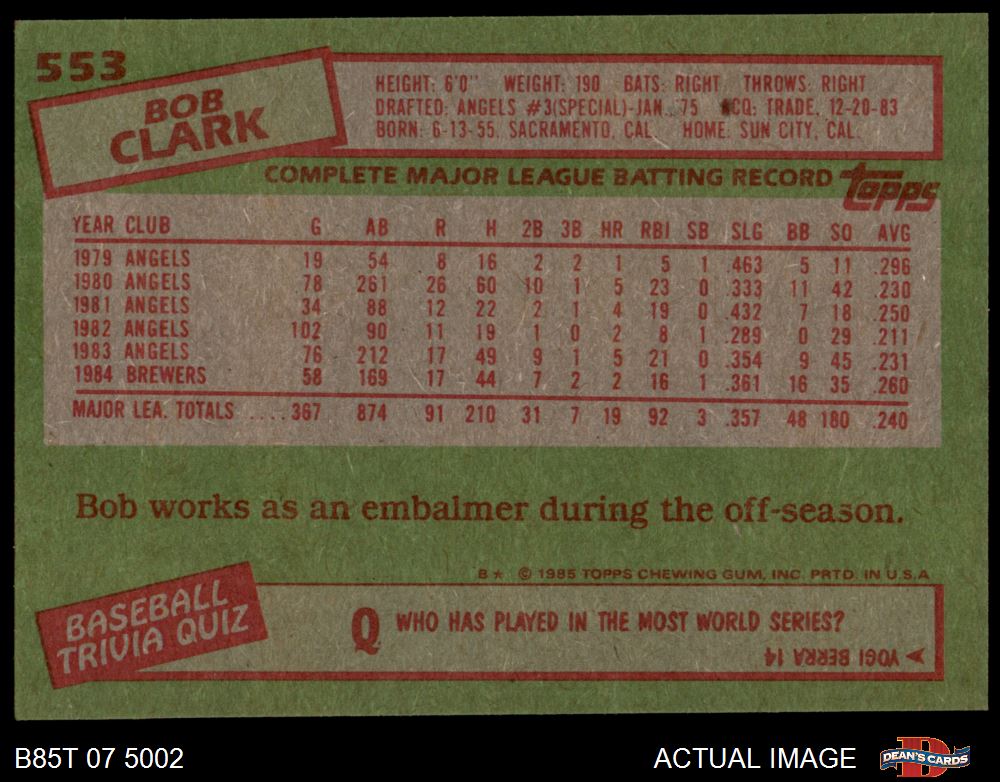 553
BOB
CLARK
HEIGHT: 6'0" WEIGHT: 190 BATS: RIGHT THROWS: RIGHT
DRAFTED: ANGELS #3(SPECIAL)-JAN. '75 ACQ: TRADE, 12-20-83
BORN: 6-13-55, SACRAMENTO, CAL. HOME: SUN CITY, CAL.
COMPLETE MAJOR LEAGUE BATTING RECORD topps
YEAR CLUB G AB R H 2B 3B HR RBI SB SLG BB SO AVG
1979 ANGELS 19 54 8 16 2 2 1 5 1 .463 5 11 .296
1980 ANGELS 78 261 26 60 10 1 5 23 0 .333 11 42 .230
1981 ANGELS 34 88 12 22 2 1 4 19 0 .432 7 18 .250
1982 ANGELS 102 90 11 19 1 0 2 8 1 .289 0 29 .211
1983 ANGELS 76 212 17 49 9 1 5 21 0 .354 9 45 .231
1984 BREWERS 58 169 17 44 7 2 2 16 1 .361 16 35 .260
MAJOR LEA. TOTALS ....367 874 91 210 31 7 19 92 3 .357 48 180 .240
Bob works as an embalmer during the off-season.
B* © 1985 TOPPS CHEWING GUM, INC. PRTD. IN U.S.A
BASEBALL
TRIVIA QUIZ
Q WHO HAS PLAYED IN THE MOST WORLD SERIES?
YOGI BERRA 14
B85T 07 5002 ACTUAL IMAGE D DEAN'S CARDS